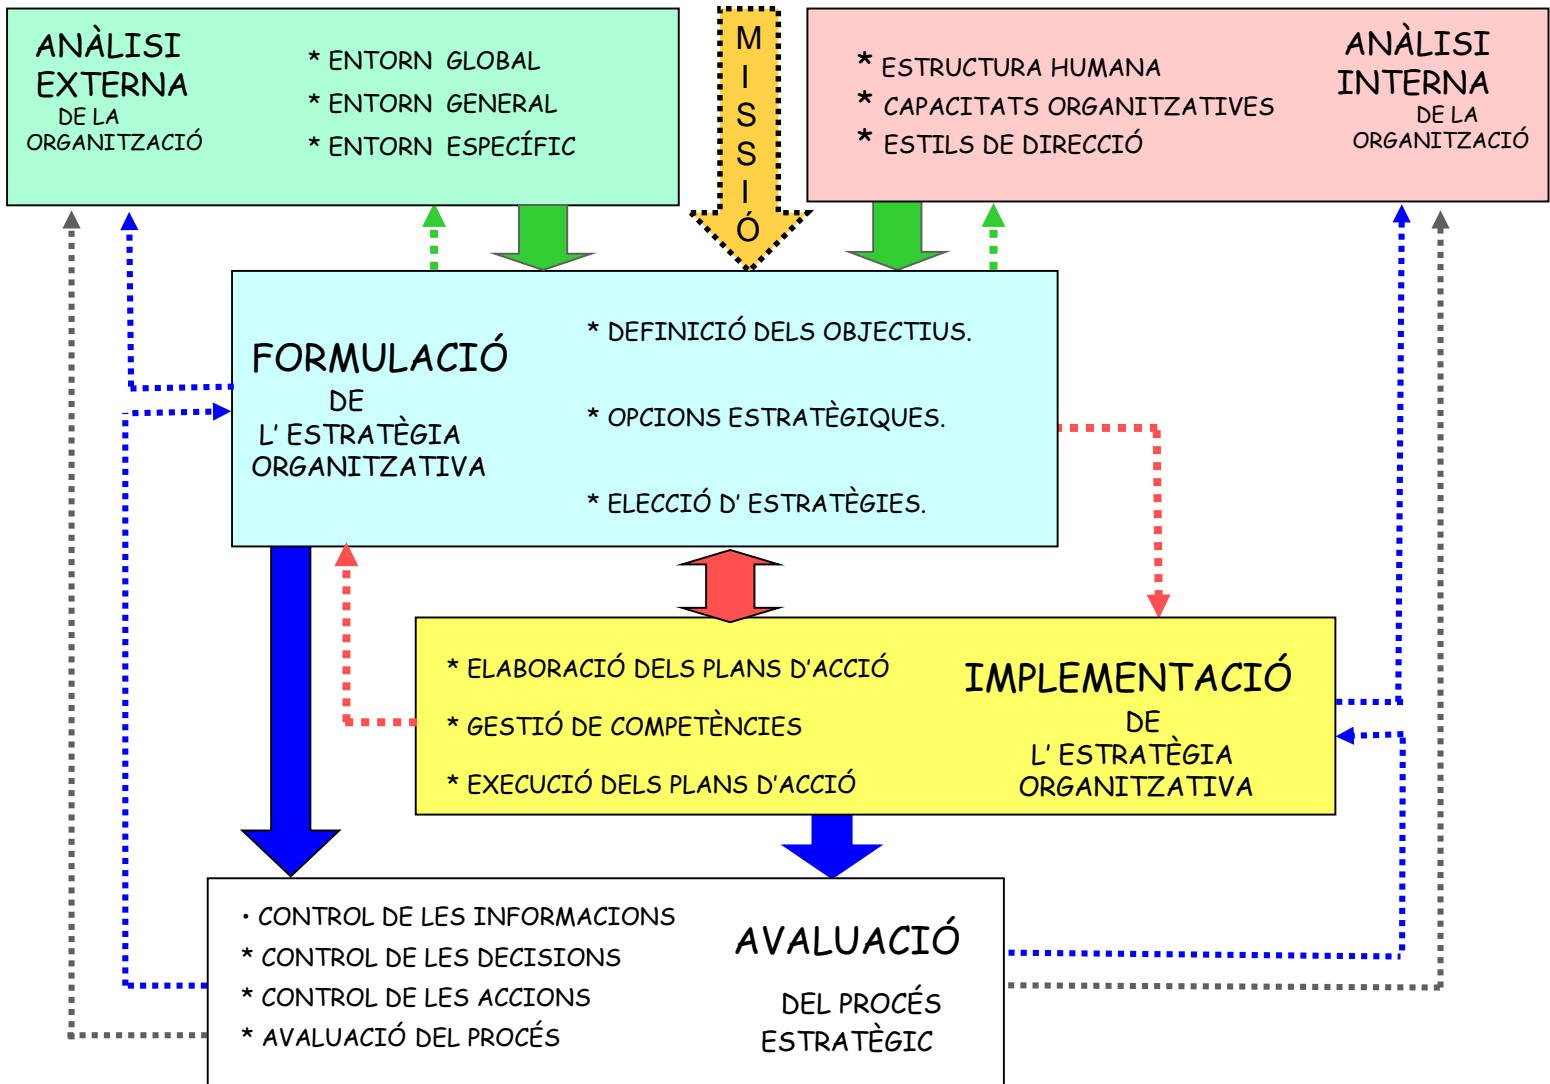 ANÀLISI
EXTERNA
DE LA
ORGANITZACIÓ
* ENTORN GLOBAL
* ENTORN GENERAL
* ENTORN ESPECÍFIC
M
I
S
S
I
Ó
* ESTRUCTURA HUMANA
* CAPACITATS ORGANITZATIVES
* ESTILS DE DIRECCIÓ
ANÀLISI
INTERNA
DE LA
ORGANITZACIÓ
FORMULACIÓ
DE
L' ESTRATÈGIA
ORGANITZATIVA
* DEFINICIÓ DELS OBJECTIUS.
* OPCIONS ESTRATÈGIQUES.
* ELECCIÓ D' ESTRATÈGIES.
* ELABORACIÓ DELS PLANS D'ACCIÓ
* GESTIÓ DE COMPETÈNCIES
* EXECUCIÓ DELS PLANS D'ACCIÓ
IMPLEMENTACIÓ
DE
L' ESTRATÈGIA
ORGANITZATIVA
• CONTROL DE LES INFORMACIONS
* CONTROL DE LES DECISIONS
* CONTROL DE LES ACCIONS
* AVALUACIÓ DEL PROCÉS
AVALUACIÓ
DEL PROCÉS
ESTRATÈGIC